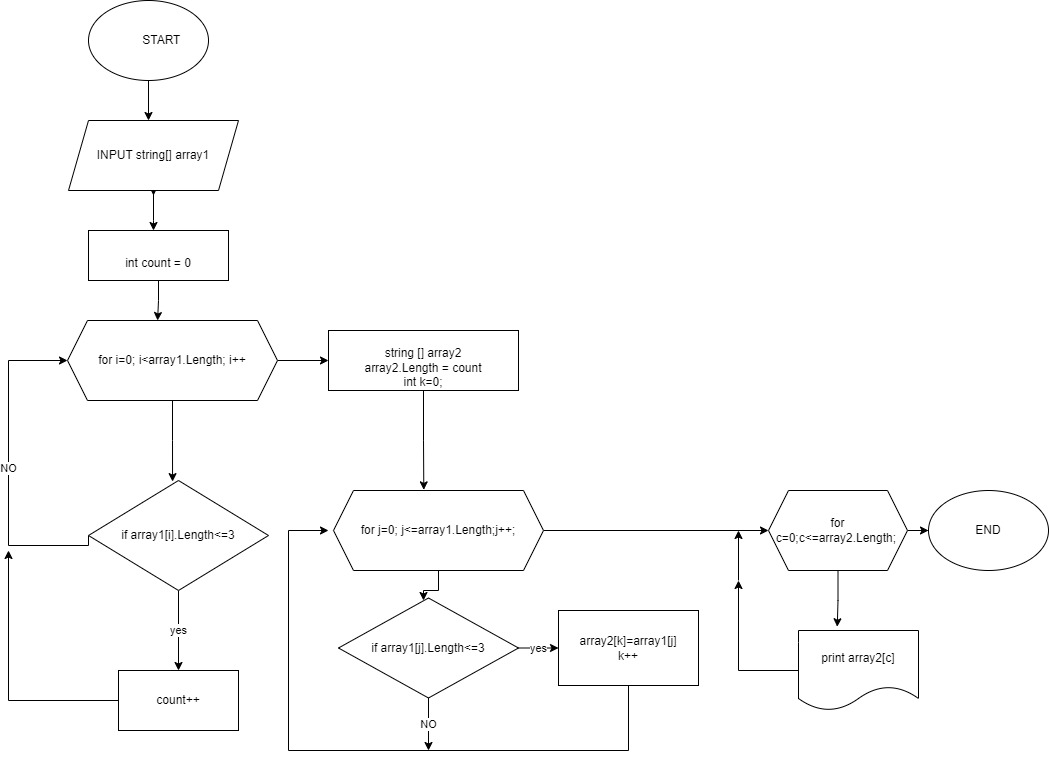 START
INPUT string[] array1
int count = 0
for i=0; i<array1.Length; i++
string [] array2
array2.Length = count
int k=0;
NO
if array1[i].Length<=3
yes
count++
for j=0; j<=array1.Length;j++;
if array1[j].Length<=3
yes
array2[k]=array1[j]
k++
NO
for
c=0;c<=array2.Length;
print array2[c]
END